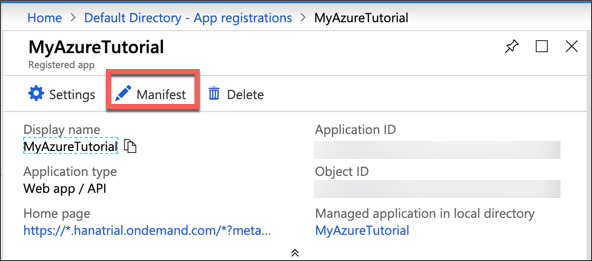 Home > Default Directory - App registrations > MyAzureTutorial
MyAzureTutorial
Registered app
Settings Manifest Delete
Display name
MyAzureTutorial
Application type
Web app / API
Home page
https://*.hanatrial.ondemand.com/*?meta...
Application ID
Object ID
Managed application in local directory
MyAzureTutorial